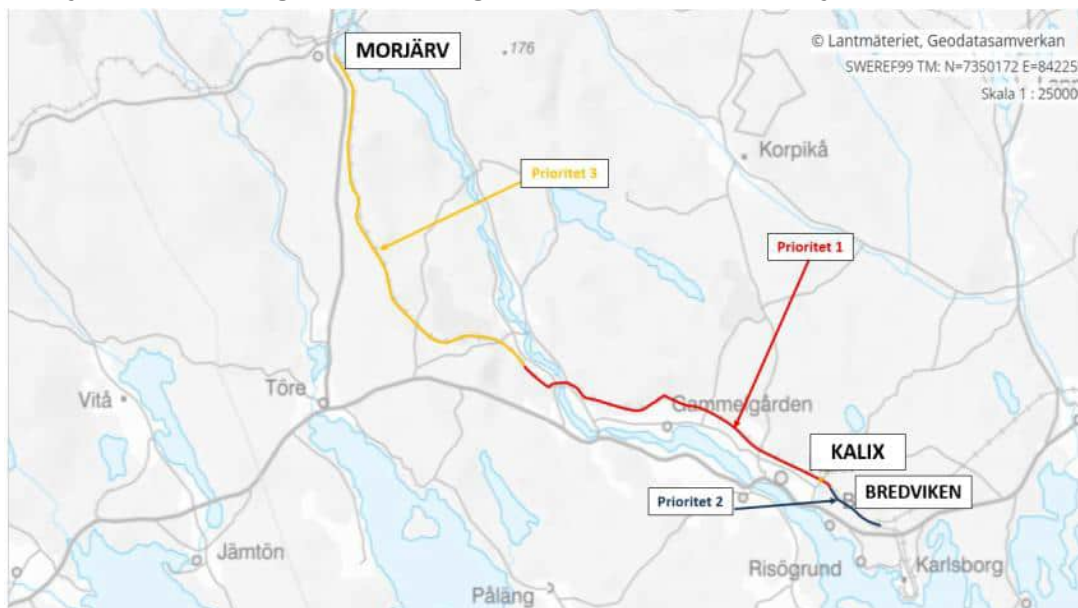 MORJÄRV
176
© Lantmäteriet, Geodatasamverkan
SWEREF99 TM: N=7350172 E=84225
Skala 1 : 25000
Korpikå
Prioritet 3
Prioritet 1
Töre
Vitå
Gammelgården
KALIX
BREDVIKEN
Prioritet 2
Jämtön
Risögrund
Karlsborg
Påläng